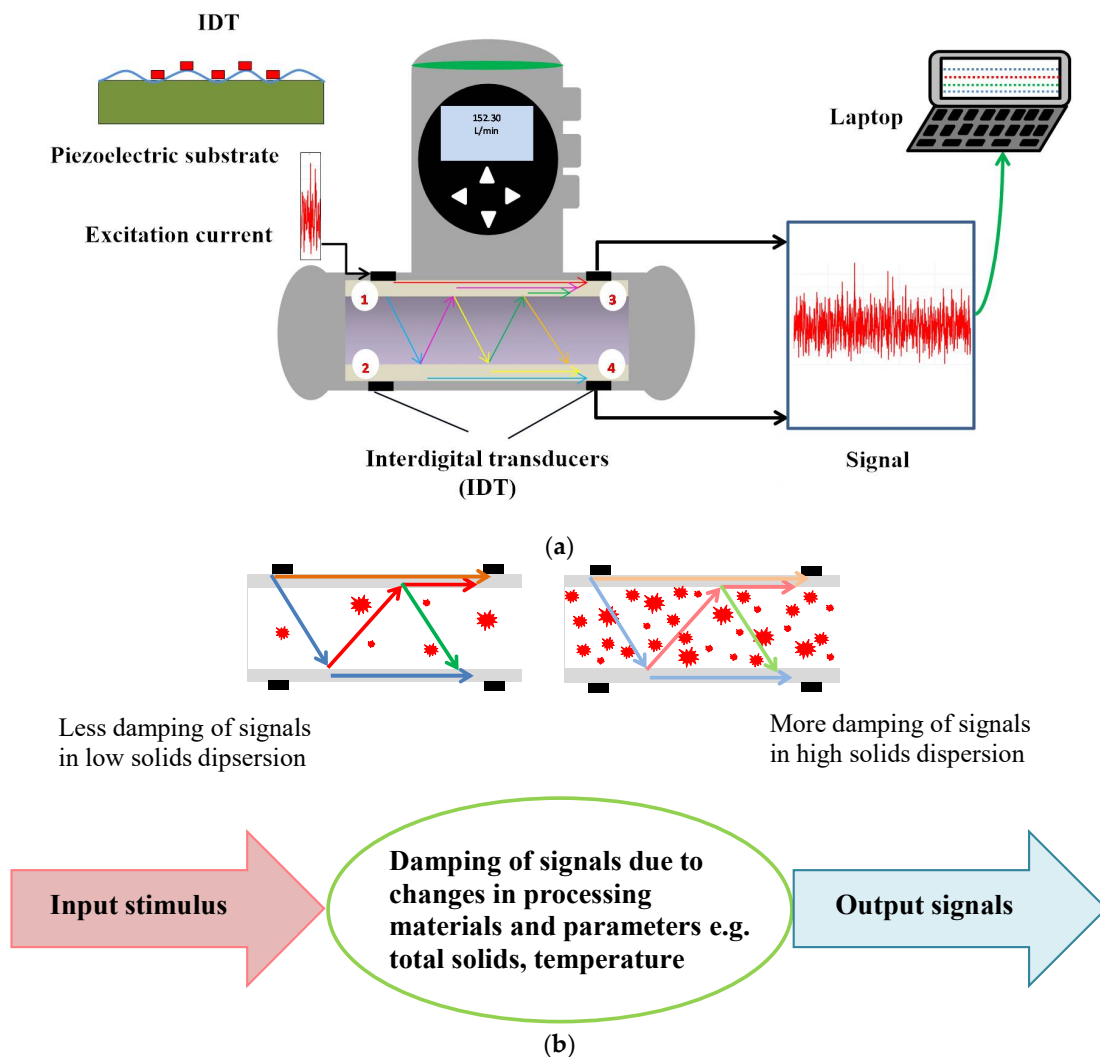 IDT
Piezoelectric substrate
Excitation current
152.30
L/min
Laptop
1
3
2
4
Interdigital transducers
(IDT)
Signal
(a)
Less damping of signals
in low solids dipsersion
More damping of signals
in high solids dispersion
Input stimulus
Damping of signals due to
changes in processing
materials and parameters e.g.
total solids, temperature
Output signals
(b)